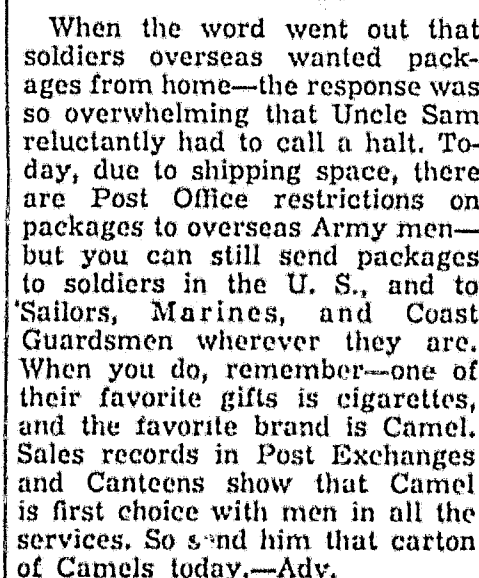 When the word went out that
soldiers overseas wanted pack-
ages from home—the response was
so overwhelming that Uncle Sam
reluctantly had to call a halt. To-
day, due to shipping space, there
are Post Office restrictions on
packages to overseas Army men—
but you can still send packages
to soldiers in the U. S., and to
Sailors, Marines, and Coast
Guardsmen wherever they are.
When you do, remember—one of
their favorite gifts is cigarettes,
and the favorite brand is Camel.
Sales records in Post Exchanges
and Canteens show that Camel
is first choice with men in all the
services. So send him that carton
of Camels today.—Adv.